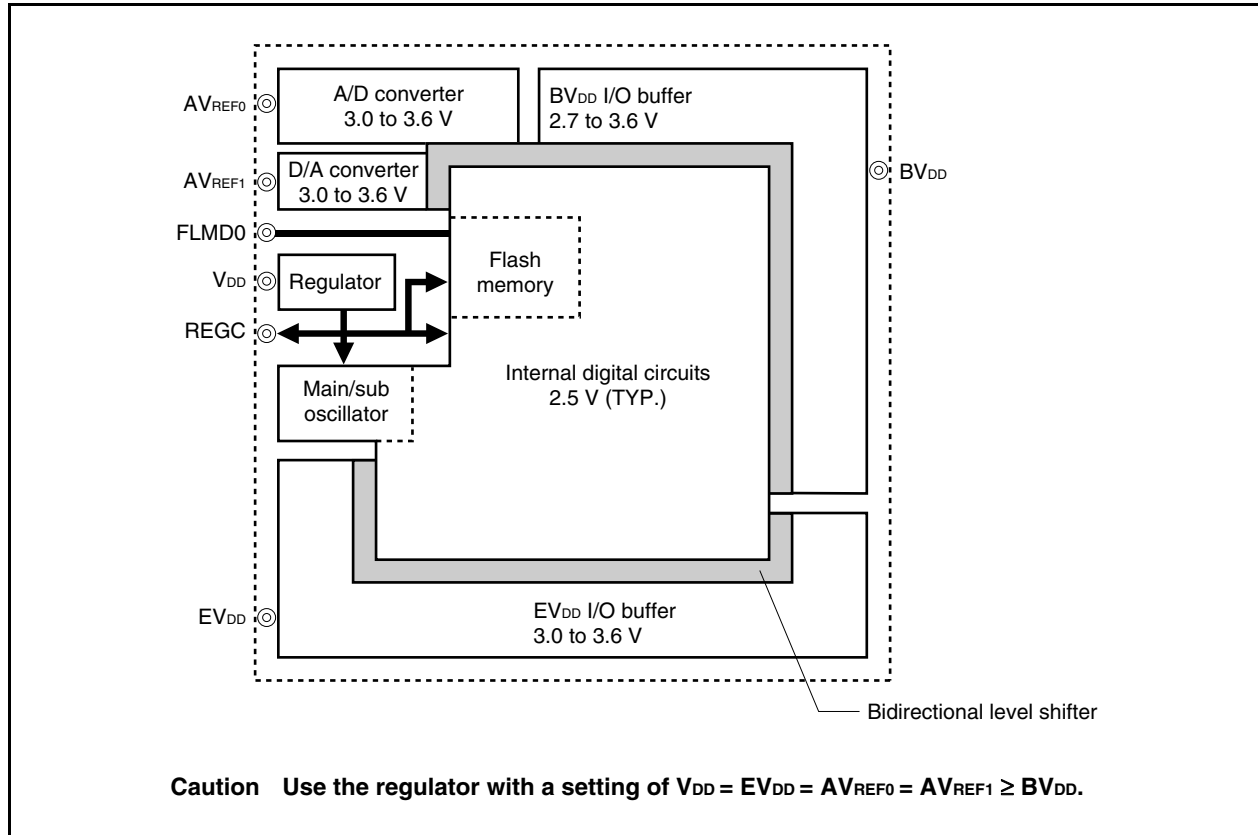 AVREF0
A/D converter
3.0 to 3.6 V
BVDD I/O buffer
2.7 to 3.6 V
AVREF1
D/A converter
3.0 to 3.6 V
BVDD
FLMD0
VDD
Regulator
Flash
memory
REGC
Main/sub
oscillator
Internal digital circuits
2.5 V (TYP.)
EVDD
EVDD I/O buffer
3.0 to 3.6 V
Bidirectional level shifter
Caution Use the regulator with a setting of VDD = EVDD = AVREF0 = AVREF1 ≥ BVDD.